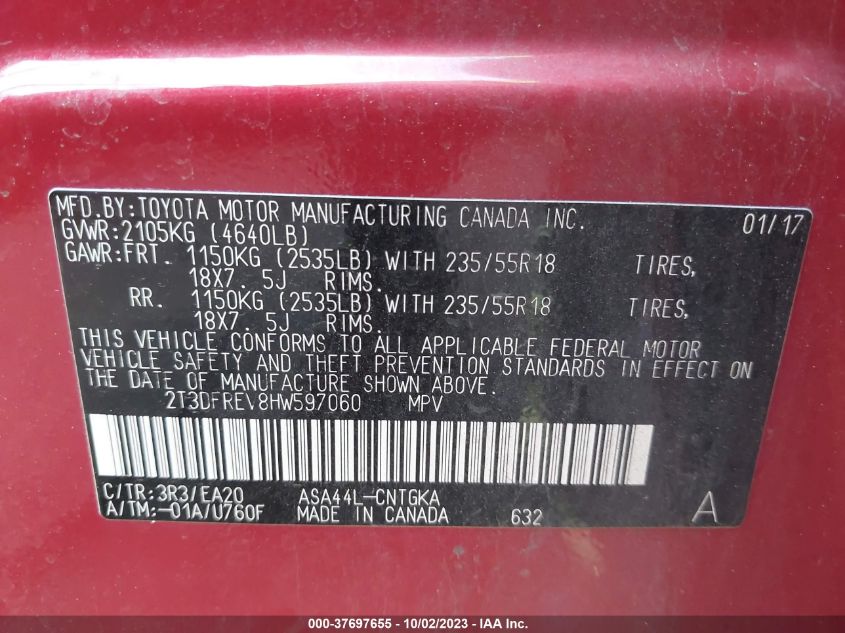 MFD.BY:TOYOTA MOTOR MANUFACTURING CANADA INC. 01/17
GVWR:2105KG (4640LB)
GAWR:FRT. 1150KG (2535LB) WITH 235/55R18 TIRES,
18X7.5J RIMS.
RR. 1150KG (2535LB) WITH 235/55R18 TIRES,
18X7.5J RIMS.
THIS VEHICLE CONFORMS TO ALL APPLICABLE FEDERAL MOTOR
VEHICLE SAFETY AND THEFT PREVENTION STANDARDS IN EFFECT ON
THE DATE OF MANUFACTURE SHOWN ABOVE.
2T3DFREV8HW597060 MPV
C/TR:3R3/EA20 ASA44L-CNTGKA
A/TM:-01A/U760F MADE IN CANADA 632 A
000-37697655 - 10/02/2023 - IAA Inc.